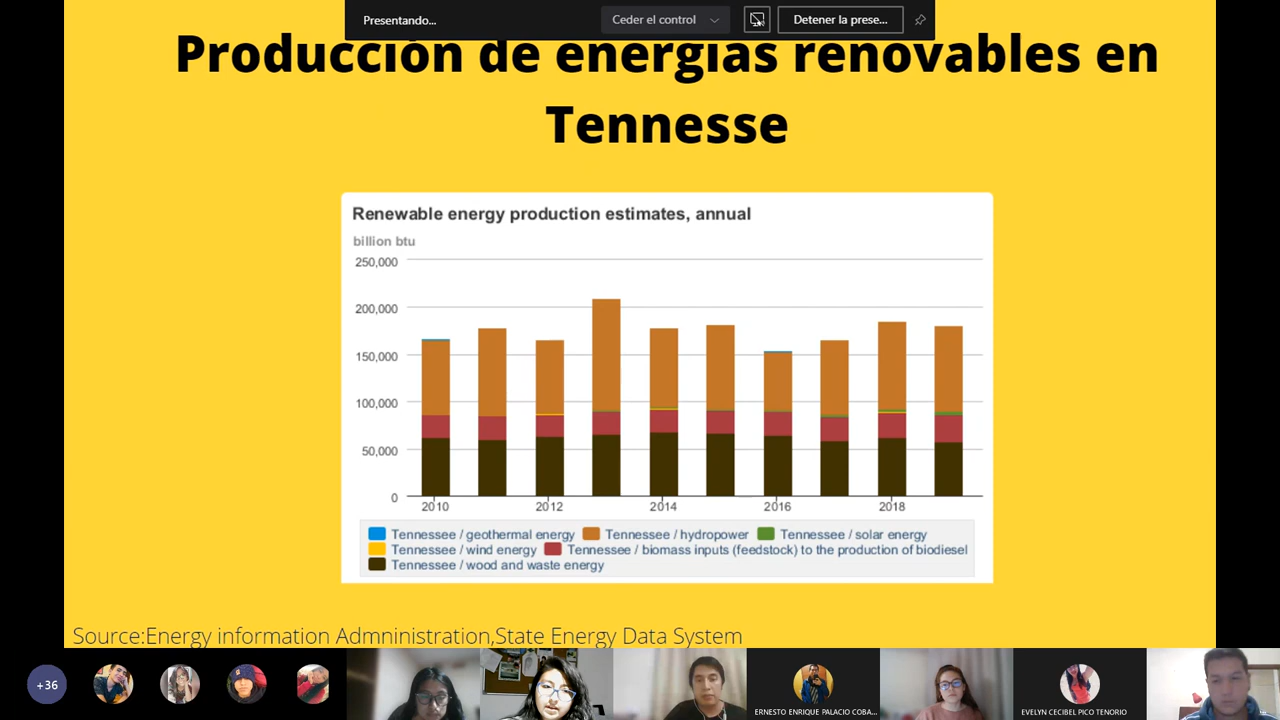 Presentando...
Ceder el control
Detener la prese...
Producción de energías renovables en
Tennesse
Renewable energy production estimates, annual
billion btu
250,000
200,000
150,000
100,000
50,000
0
2010 2012 2014 2016 2018
Tennessee / geothermal energy Tennessee / hydropower Tennessee / solar energy
Tennessee / wind energy Tennessee / biomass inputs (feedstock) to the production of biodiesel
Tennessee / wood and waste energy
Source:Energy information Admninistration,State Energy Data System
+36
ERNESTO ENRIQUE PALACIO COBA...
EVELYN CECIBEL PICO TENORIO